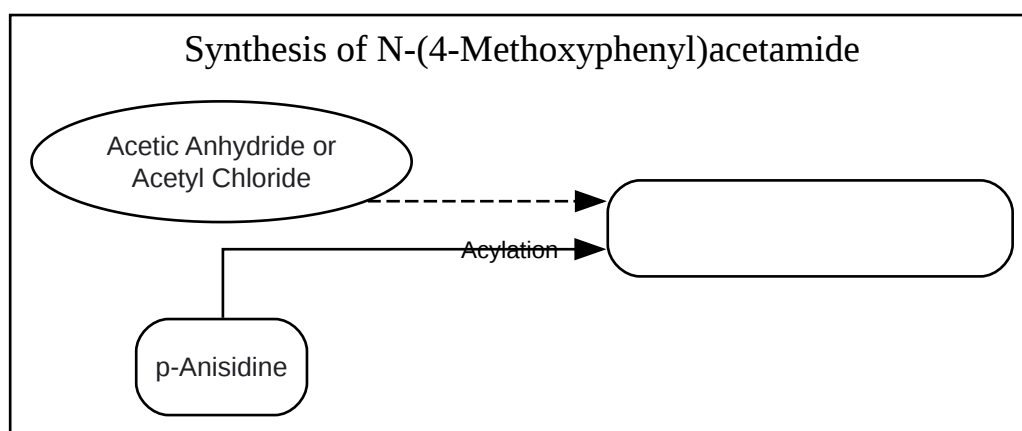 Synthesis of N-(4-Methoxyphenyl)acetamide
Acetic Anhydride or
Acetyl Chloride
Acylation
p-Anisidine